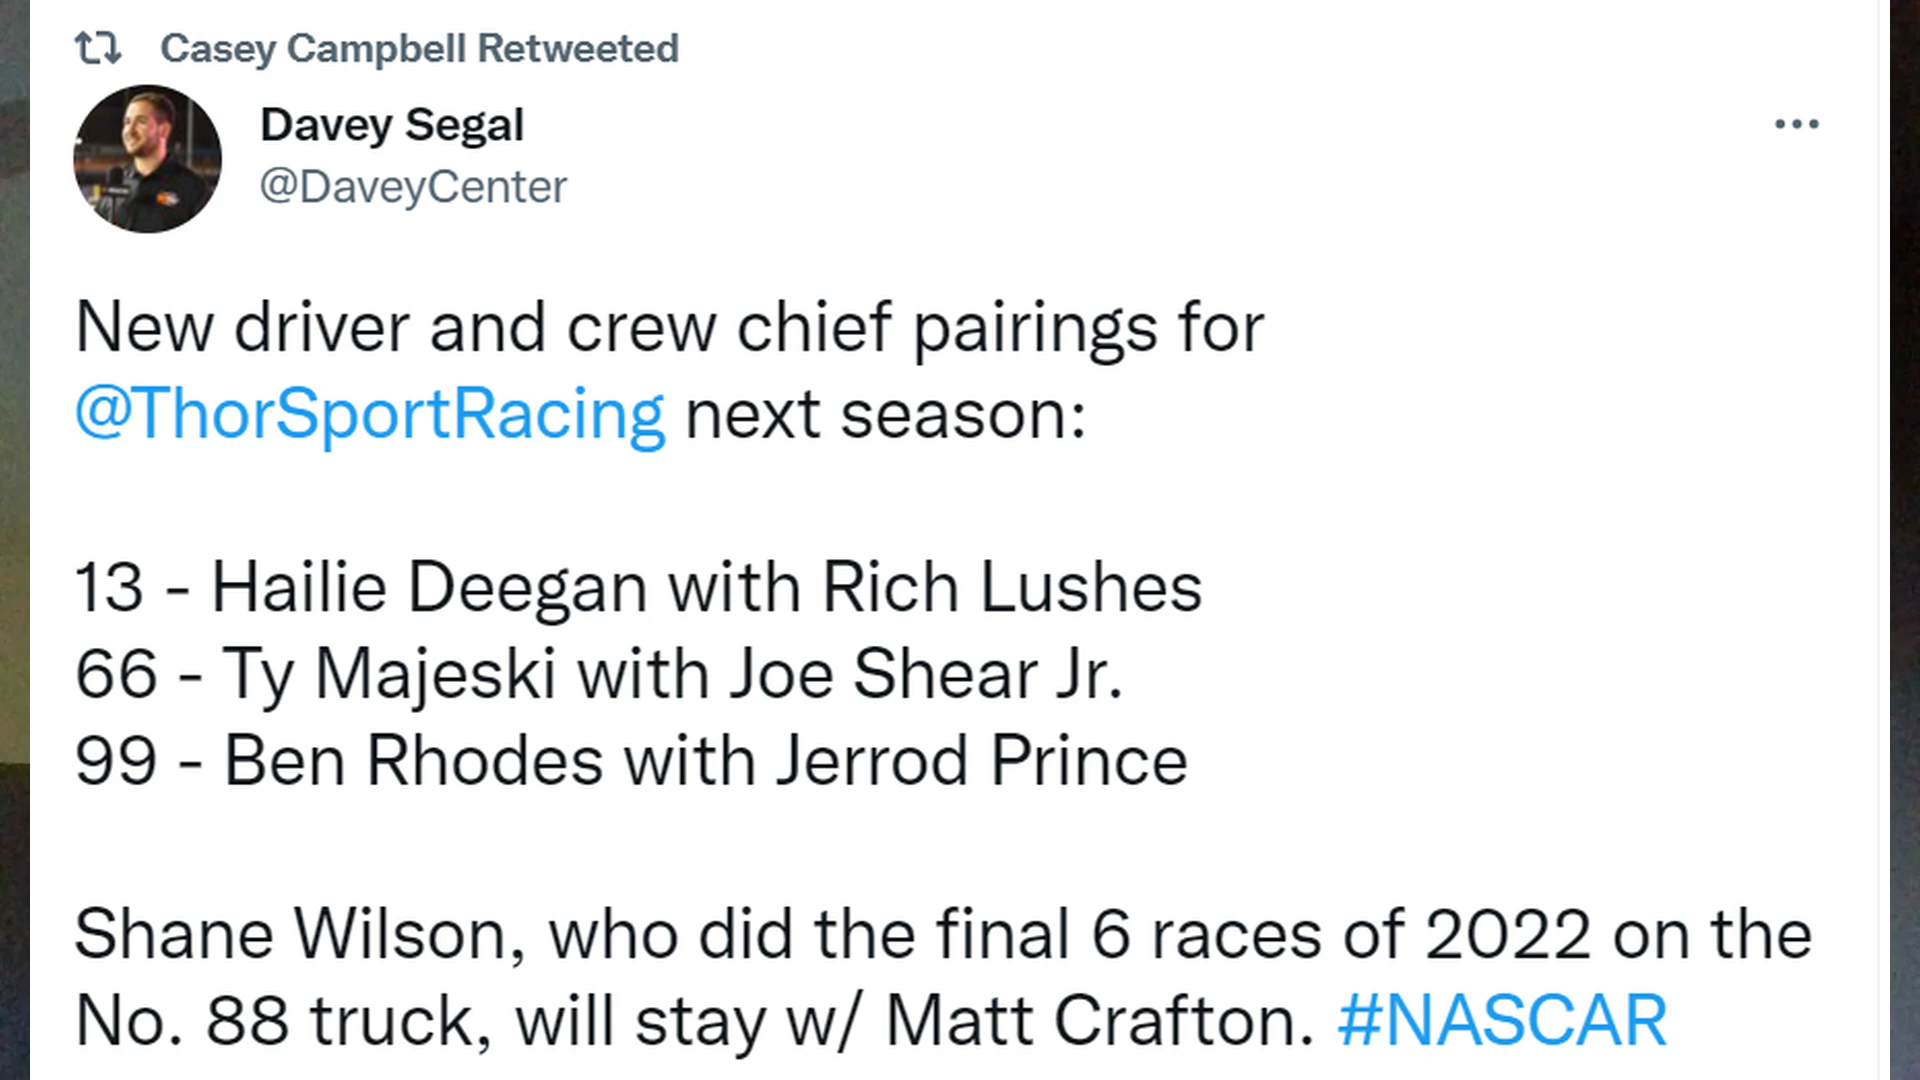 Casey Campbell Retweeted
Davey Segal
@DaveyCenter
New driver and crew chief pairings for
@ThorSportRacing next season:
13 - Hailie Deegan with Rich Lushes
66 - Ty Majeski with Joe Shear Jr.
99 - Ben Rhodes with Jerrod Prince
Shane Wilson, who did the final 6 races of 2022 on the
No. 88 truck, will stay w/ Matt Crafton. #NASCAR